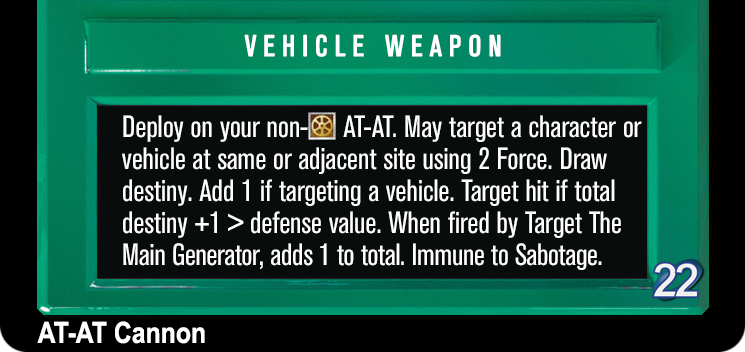 VEHICLE WEAPON
Deploy on your non- AT-AT. May target a character or
vehicle at same or adjacent site using 2 Force. Draw
destiny. Add 1 if targeting a vehicle. Target hit if total
destiny +1 > defense value. When fired by Target The
Main Generator, adds 1 to total. Immune to Sabotage.
22
AT-AT Cannon